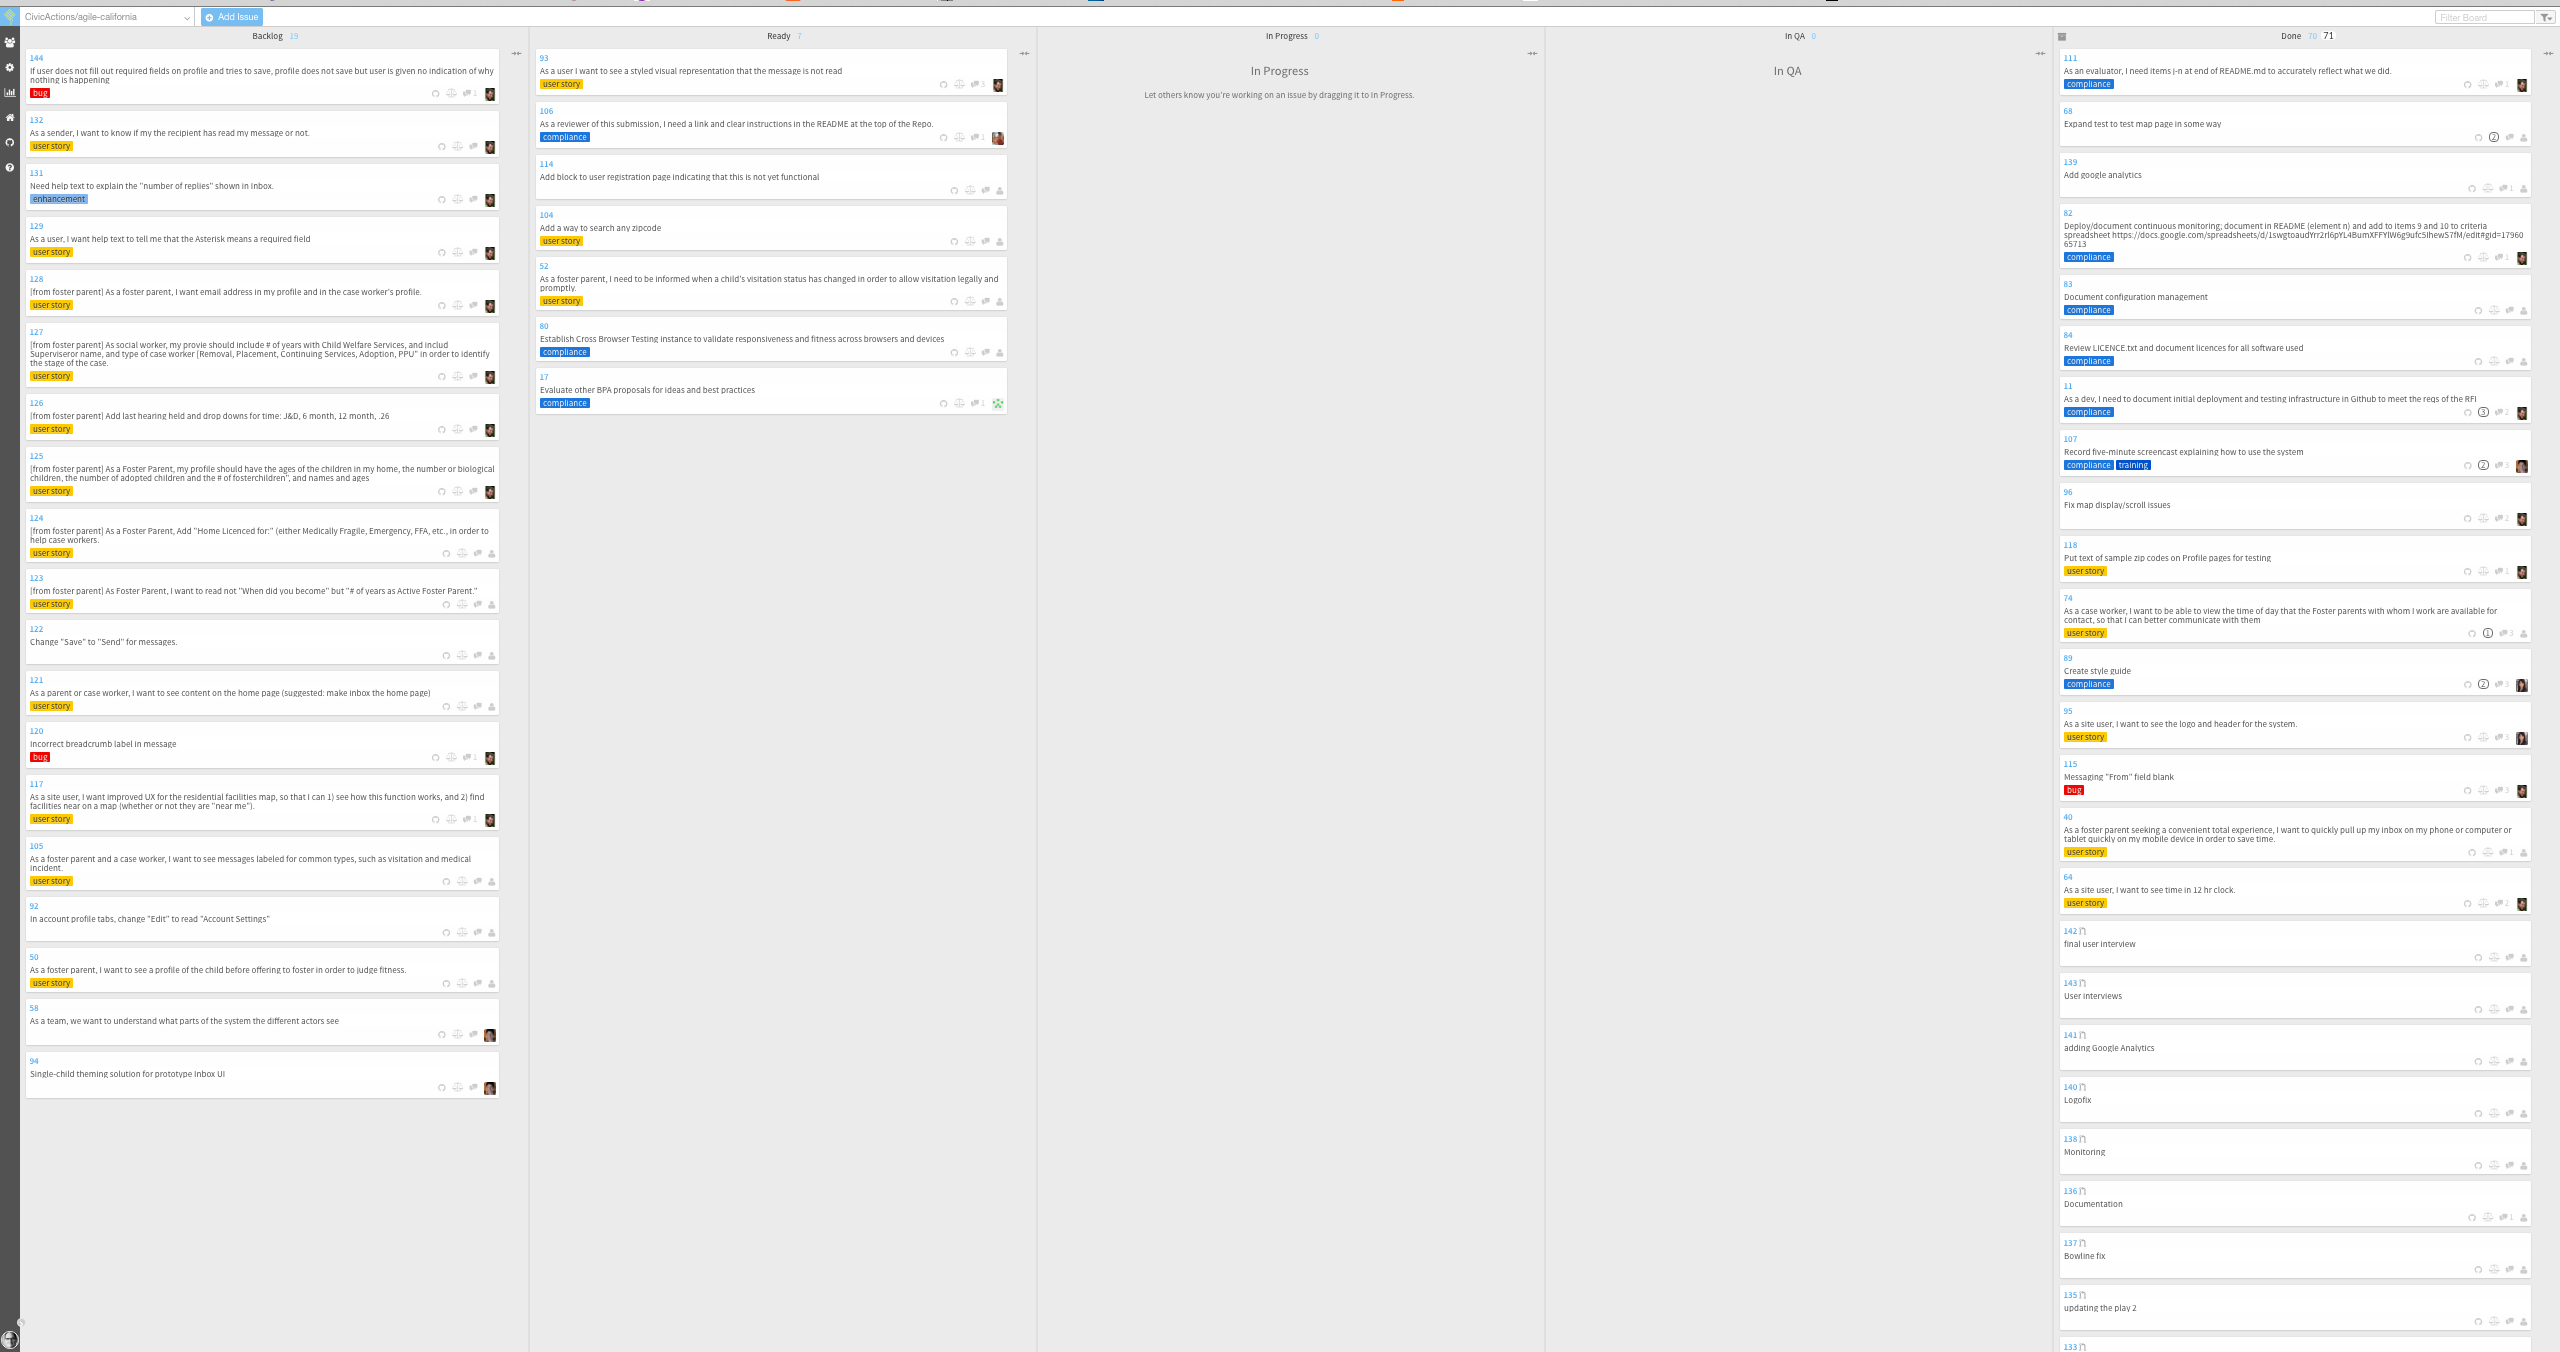 CivicActions/agile-california
Add Issue
Filter Board
Backlog 19
144
If user does not fill out required fields on profile and tries to save, profile does not save but user is given no indication of why
nothing is happening
bug
1
132
As a sender, I want to know if my the recipient has read my message or not.
user story
131
Need help text to explain the "number of replies" shown in Inbox.
enhancement
129
As a user, I want help text to tell me that the Asterisk means a required field
user story
128
[from foster parent] As a foster parent, I want email address in my profile and in the case worker's profile.
user story
127
[from foster parent] As social worker, my provie should include # of years with Child Welfare Services, and includ
Superviseror name, and type of case worker [Removal, Placement, Continuing Services, Adoption, PPU" in order to identify
the stage of the case.
user story
126
[from foster parent] Add last hearing held and drop downs for time: J&D, 6 month, 12 month, .26
user story
125
[from foster parent] As a Foster Parent, my profile should have the ages of the children in my home, the number or biological
children, the number of adopted children and the # of fosterchildren", and names and ages
user story
124
[from foster parent] As a Foster Parent, Add "Home Licenced for:" (either Medically Fragile, Emergency, FFA, etc., in order to
help case workers.
user story
123
[from foster parent] As Foster Parent, I want to read not "When did you become" but "# of years as Active Foster Parent."
user story
122
Change "Save" to "Send" for messages.
121
As a parent or case worker, I want to see content on the home page (suggested: make inbox the home page)
user story
120
Incorrect breadcrumb label in message
bug
1
117
As a site user, I want improved UX for the residential facilities map, so that I can 1) see how this function works, and 2) find
facilities near on a map (whether or not they are "near me").
user story
1
105
As a foster parent and a case worker, I want to see messages labeled for common types, such as visitation and medical
incident.
user story
92
In account profile tabs, change "Edit" to read "Account Settings"
50
As a foster parent, I want to see a profile of the child before offering to foster in order to judge fitness.
user story
58
As a team, we want to understand what parts of the system the different actors see
94
Single-child theming solution for prototype Inbox UI
Ready 7
93
As a user I want to see a styled visual representation that the message is not read
user story
3
106
As a reviewer of this submission, I need a link and clear instructions in the README at the top of the Repo.
compliance
1
114
Add block to user registration page indicating that this is not yet functional
104
Add a way to search any zipcode
user story
52
As a foster parent, I need to be informed when a child's visitation status has changed in order to allow visitation legally and
promptly.
user story
80
Establish Cross Browser Testing instance to validate responsiveness and fitness across browsers and devices
compliance
17
Evaluate other BPA proposals for ideas and best practices
compliance
1
In Progress 0
In Progress
Let others know you're working on an issue by dragging it to In Progress.
In QA 0
In QA
Done 70 71
111
As an evaluator, I need items j-n at end of README.md to accurately reflect what we did.
compliance
1
68
Expand test to test map page in some way
2
139
Add google analytics
1
82
Deploy/document continuous monitoring; document in README (element n) and add to items 9 and 10 to criteria
65713
compliance
1
83
Document configuration management
compliance
84
Review LICENCE.txt and document licences for all software used
compliance
11
As a dev, I need to document initial deployment and testing infrastructure in Github to meet the reqs of the RFI
compliance
3 2
107
Record five-minute screencast explaining how to use the system
compliance training
2 3
96
Fix map display/scroll issues
2
118
Put text of sample zip codes on Profile pages for testing
user story
1
74
As a case worker, I want to be able to view the time of day that the Foster parents with whom I work are available for
contact, so that I can better communicate with them
user story
1 3
89
Create style guide
compliance
2 3
95
As a site user, I want to see the logo and header for the system.
user story
3
115
Messaging "From" field blank
bug
3
40
As a foster parent seeking a convenient total experience, I want to quickly pull up my inbox on my phone or computer or
tablet quickly on my mobile device in order to save time.
user story
1
64
As a site user, I want to see time in 12 hr clock.
user story
2
142
final user interview
143
User interviews
141
adding Google Analytics
140
Logofix
138
Monitoring
136
Documentation
1
137
Bowline fix
135
updating the play 2
133